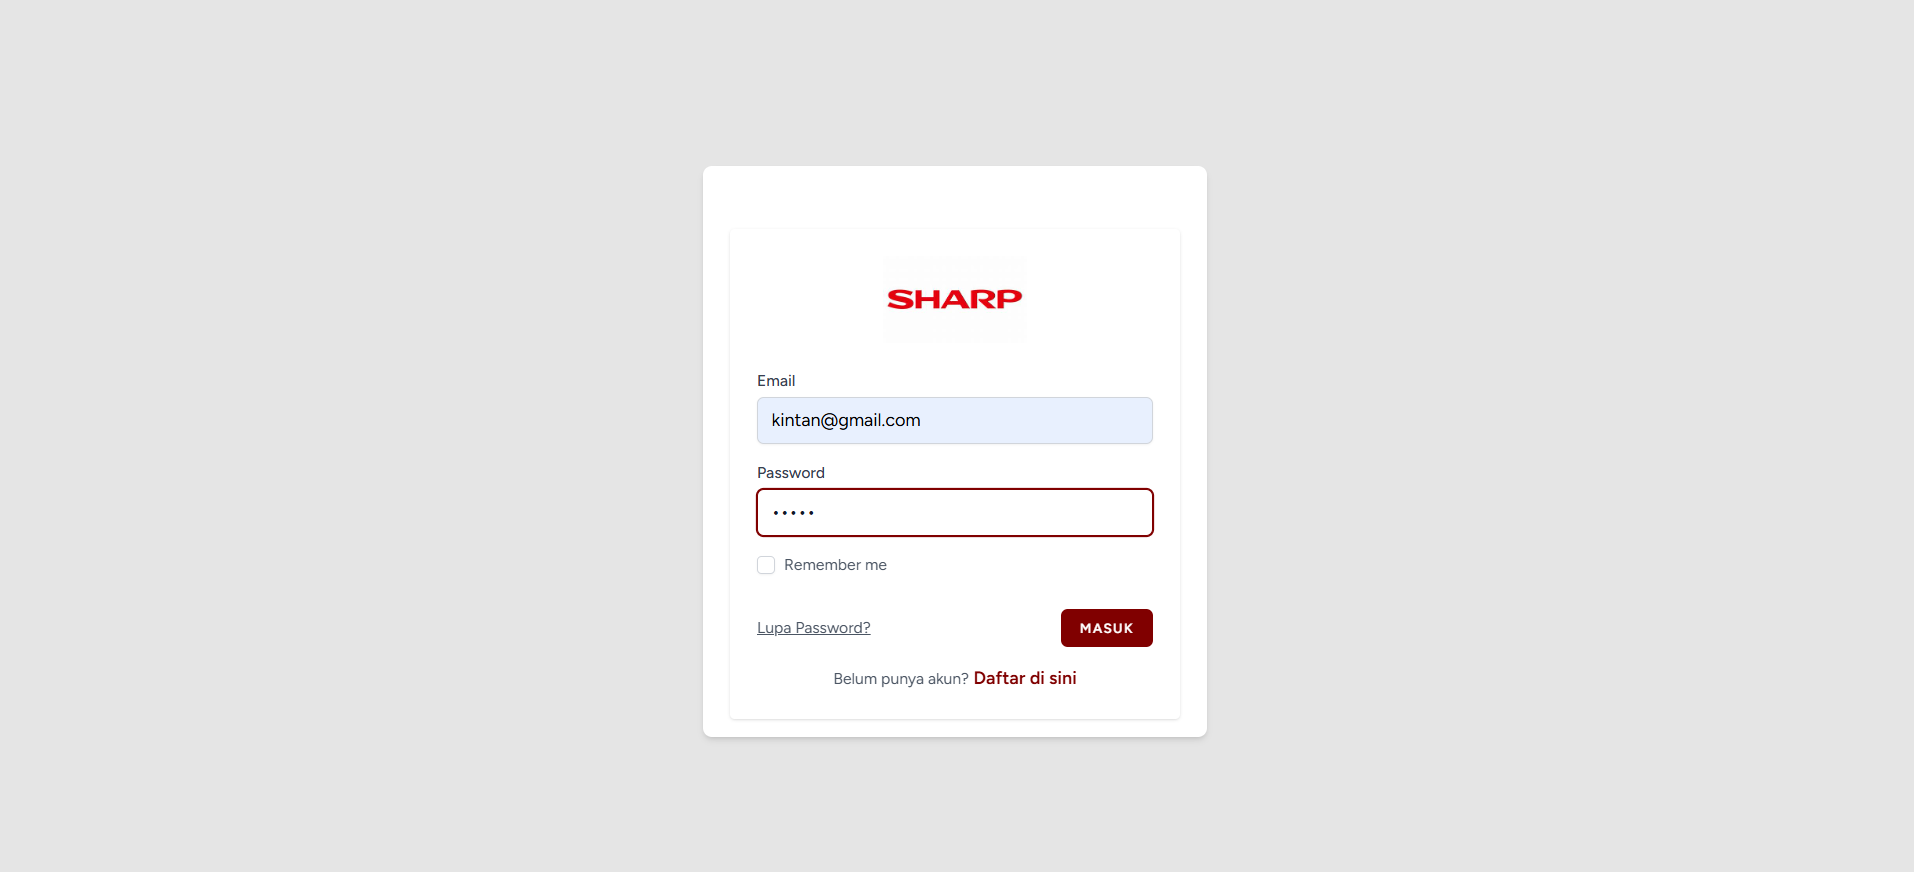 SHARP
Email
kintan@gmail.com
Password
•••••
Remember me
Lupa Password?
MASUK
Belum punya akun? Daftar di sini